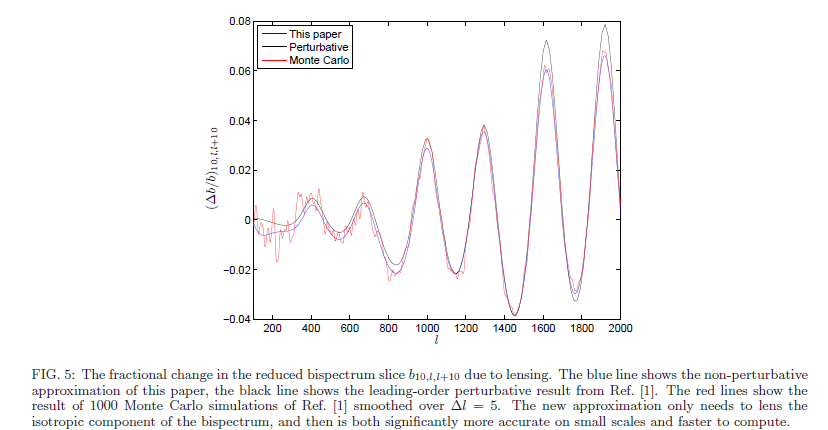 0.08
0.06
0.04
0.02
0
−0.02
−0.04
(Δb/b)10,l,l+10
This paper
Perturbative
Monte Carlo
200 400 600 800 1000 1200 1400 1600 1800 2000
l
FIG. 5: The fractional change in the reduced bispectrum slice b10,l,l+10 due to lensing. The blue line shows the non-perturbative
approximation of this paper, the black line shows the leading-order perturbative result from Ref. [1]. The red lines show the
result of 1000 Monte Carlo simulations of Ref. [1] smoothed over Δl = 5. The new approximation only needs to lens the
isotropic component of the bispectrum, and then is both significantly more accurate on small scales and faster to compute.